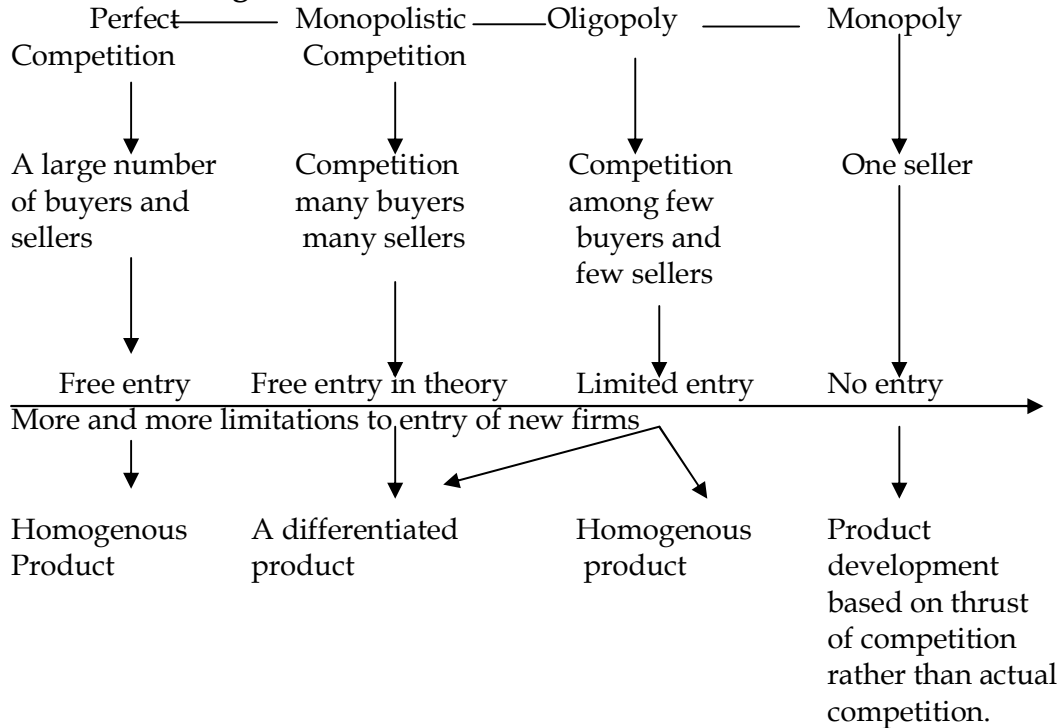 Perfect Monopolistic Oligopoly Monopoly
Competition Competition
A large number Competition Competition One seller
of buyers and many buyers among few
sellers many sellers buyers and
few sellers
Free entry Free entry in theory Limited entry No entry
More and more limitations to entry of new firms
Homogenous A differentiated Homogenous Product
Product product product development
based on thrust
of competition
rather than actual
competition.